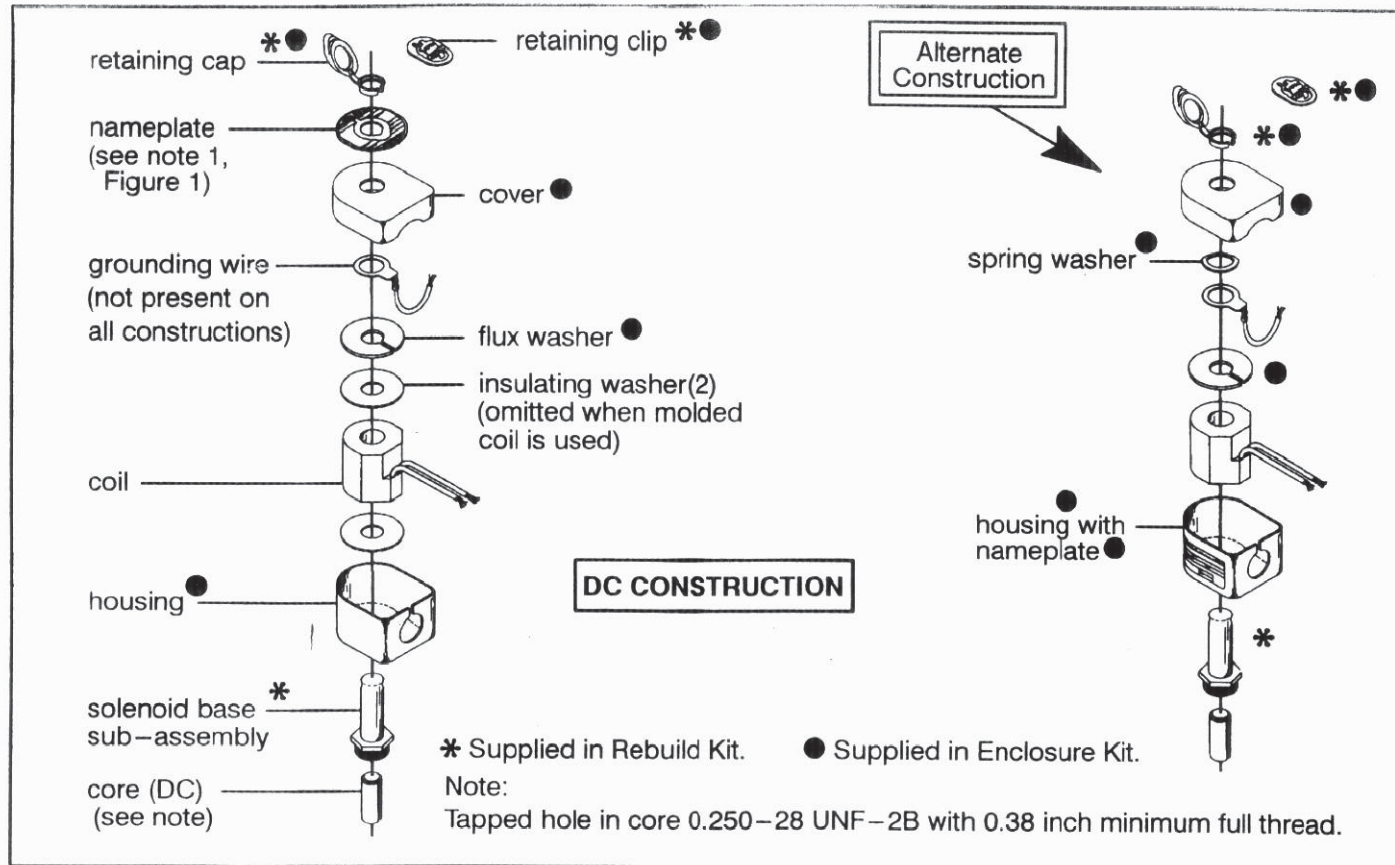 retaining cap *●
retaining clip *●
nameplate
(see note 1,
Figure 1)
cover ●
grounding wire
(not present on
all constructions)
flux washer ●
insulating washer(2)
(omitted when molded
coil is used)
coil
housing ●
DC CONSTRUCTION
solenoid base *
sub–assembly
core (DC)
(see note)
Alternate
Construction
*●
*●
●
spring washer ●
●
●
housing with
nameplate ●
*
* Supplied in Rebuild Kit. ● Supplied in Enclosure Kit.
Note:
Tapped hole in core 0.250–28 UNF–2B with 0.38 inch minimum full thread.